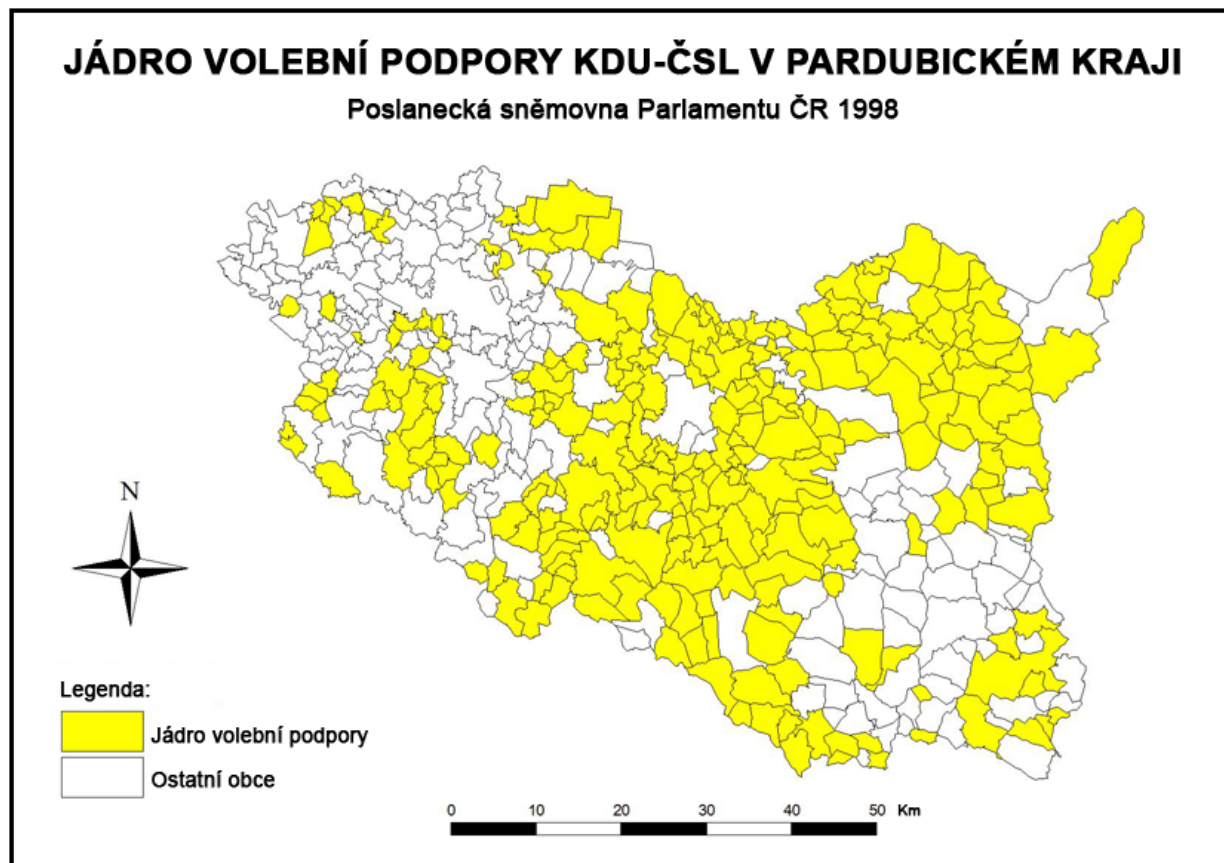 JÁDRO VOLEBNÍ PODPORY KDU-ČSL V PARDUBICKÉM KRAJI
Poslanecká sněmovna Parlamentu ČR 1998
N
Legenda:
Jádro volební podpory
Ostatní obce
0 10 20 30 40 50 Km